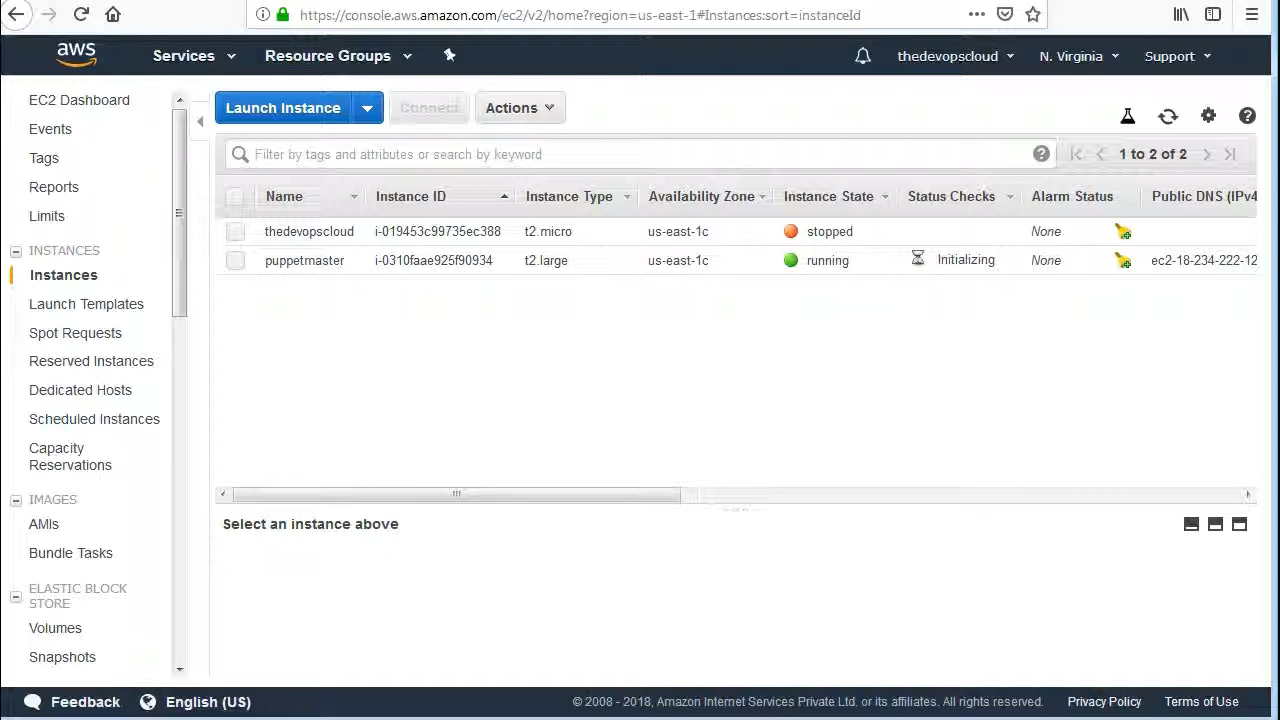 https://console.aws.amazon.com/ec2/v2/home?region=us-east-1#Instances:sort=instanceId
aws Services Resource Groups thedevopscloud N. Virginia Support
EC2 Dashboard
Events
Tags
Reports
Limits
INSTANCES
Instances
Launch Templates
Spot Requests
Reserved Instances
Dedicated Hosts
Scheduled Instances
Capacity
Reservations
IMAGES
AMIs
Bundle Tasks
ELASTIC BLOCK
STORE
Volumes
Snapshots
Launch Instance Connect Actions
Filter by tags and attributes or search by keyword 1 to 2 of 2
Name Instance ID Instance Type Availability Zone Instance State Status Checks Alarm Status Public DNS (IPv4
thedevopscloud i-019453c99735ec388 t2.micro us-east-1c stopped None
puppetmaster i-0310faae925f90934 t2.large us-east-1c running Initializing None ec2-18-234-222-12
Select an instance above
Feedback English (US) © 2008 - 2018, Amazon Internet Services Private Ltd. or its affiliates. All rights reserved. Privacy Policy Terms of Use